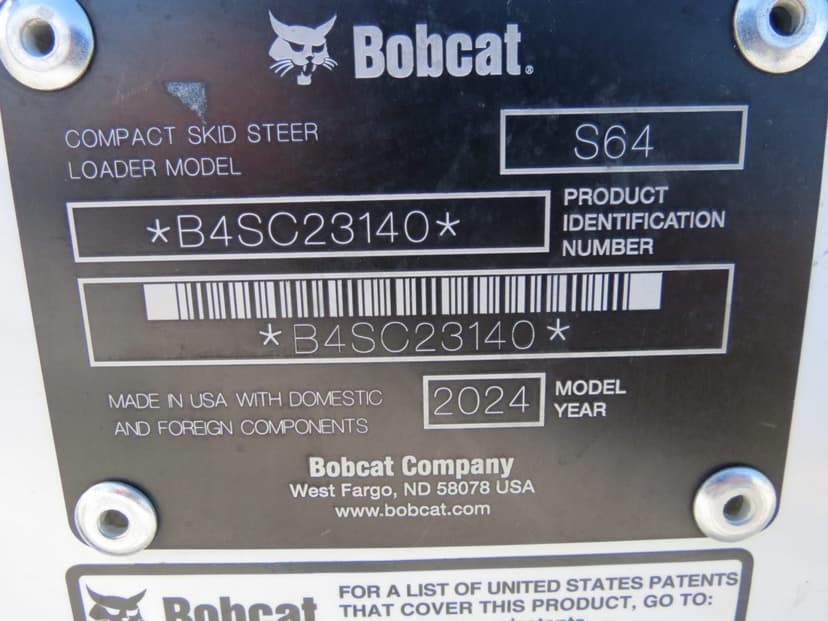 Bobcat®
COMPACT SKID STEER
LOADER MODEL
S64
*B4SC23140*
PRODUCT
IDENTIFICATION
NUMBER
*B4SC23140*
MADE IN USA WITH DOMESTIC
AND FOREIGN COMPONENTS
2024
MODEL
YEAR
Bobcat Company
West Fargo, ND 58078 USA
www.bobcat.com
Bobcat
FOR A LIST OF UNITED STATES PATENTS
THAT COVER THIS PRODUCT, GO TO: